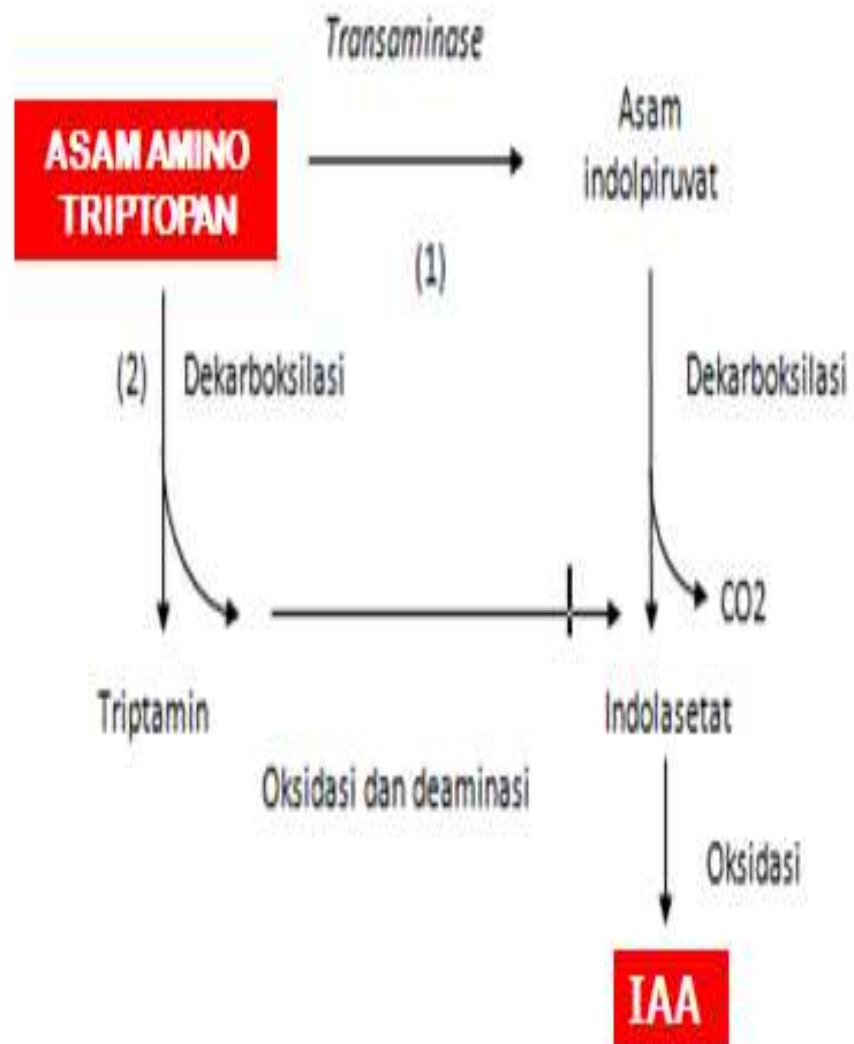 Transaminase
ASAM AMINO
TRIPTOPAN
Asam
indolpiruvat
(1)
(2)
Dekarboksilasi
Dekarboksilasi
CO2
Triptamin
Indolasetat
Oksidasi dan deaminasi
Oksidasi
IAA